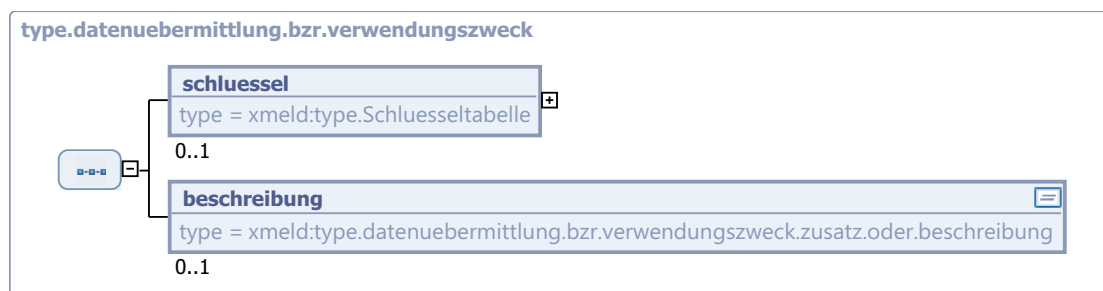 type.datenuebermittlung.bzr.verwendungszweck
schluessel
type = xmeld:type.Schluesseltabelle
0..1
beschreibung
type = xmeld:type.datenuebermittlung.bzr.verwendungszweck.zusatz.oder.beschreibung
0..1